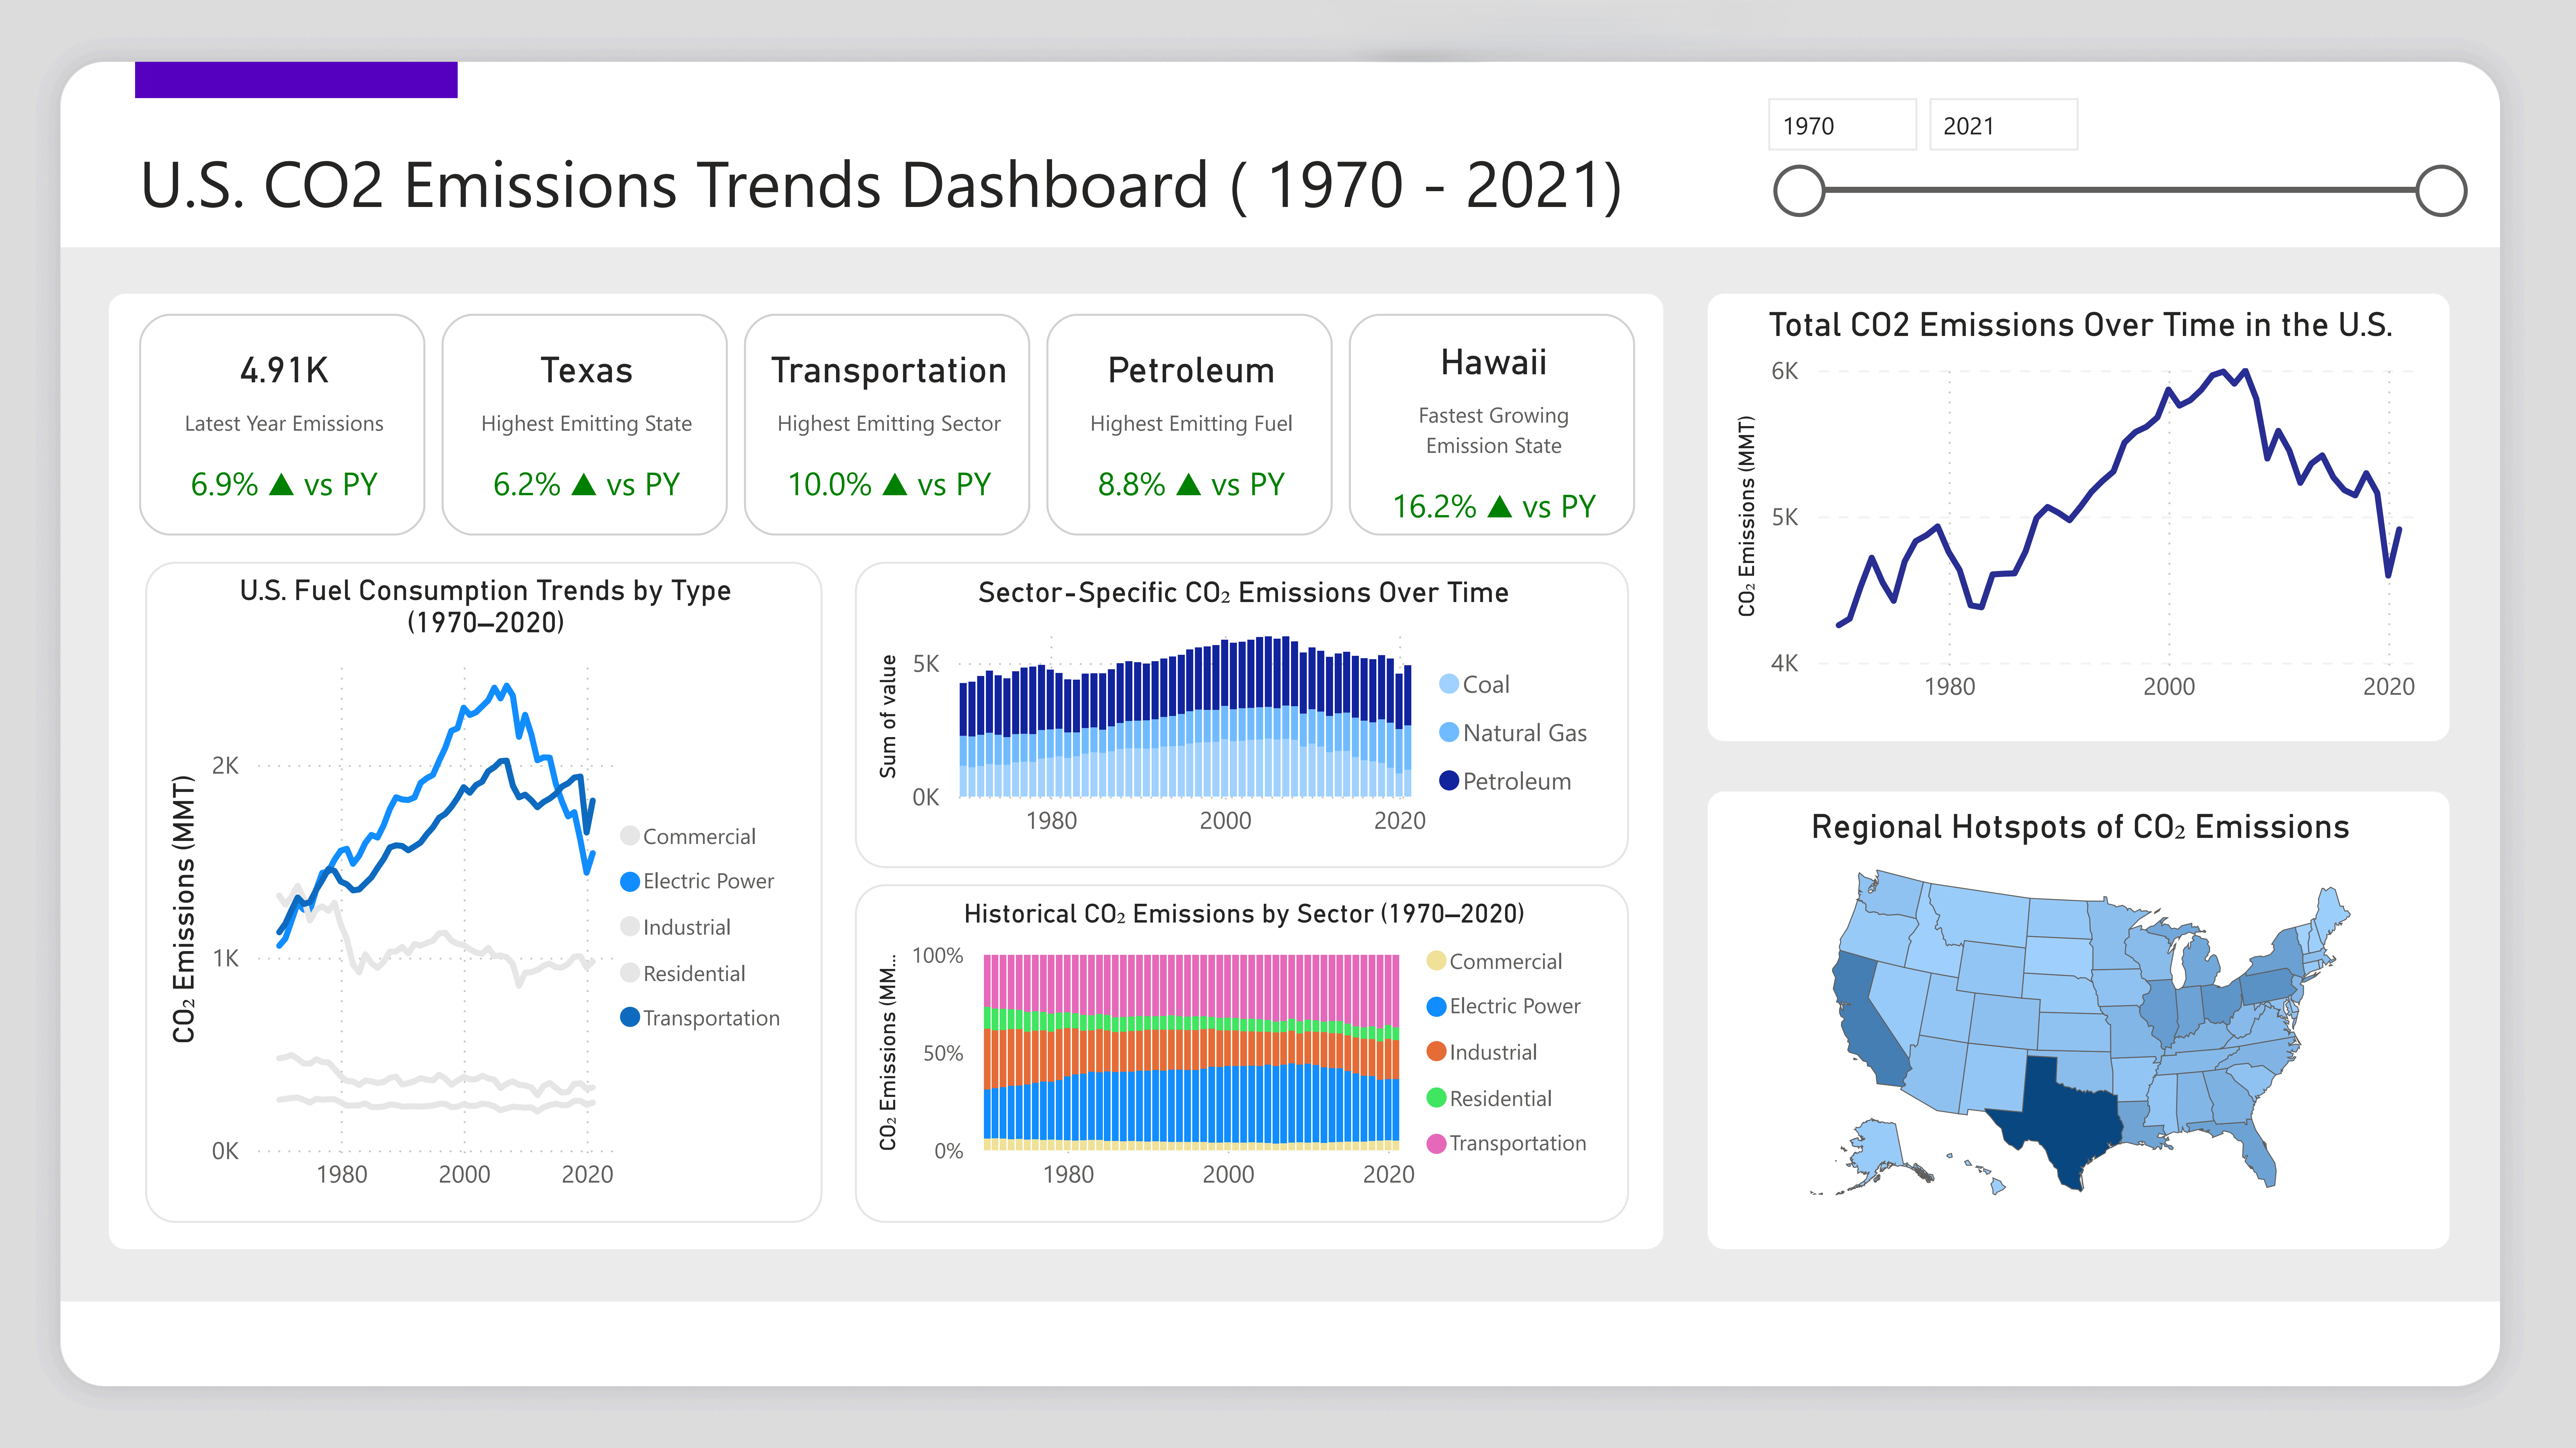 U.S. CO2 Emissions Trends Dashboard ( 1970 - 2021)
1970
2021
4.91K
Latest Year Emissions
6.9% ▲ vs PY
Texas
Highest Emitting State
6.2% ▲ vs PY
Transportation
Highest Emitting Sector
10.0% ▲ vs PY
Petroleum
Highest Emitting Fuel
8.8% ▲ vs PY
Hawaii
Fastest Growing
Emission State
16.2% ▲ vs PY
U.S. Fuel Consumption Trends by Type
(1970–2020)
CO₂ Emissions (MMT)
2K
1K
0K
1980
2000
2020
Commercial
Electric Power
Industrial
Residential
Transportation
Sector-Specific CO₂ Emissions Over Time
Sum of value
5K
0K
1980
2000
2020
Coal
Natural Gas
Petroleum
Historical CO₂ Emissions by Sector (1970–2020)
CO₂ Emissions (MM...
100%
50%
0%
1980
2000
2020
Commercial
Electric Power
Industrial
Residential
Transportation
Total CO2 Emissions Over Time in the U.S.
CO₂ Emissions (MMT)
6K
5K
4K
1980
2000
2020
Regional Hotspots of CO₂ Emissions